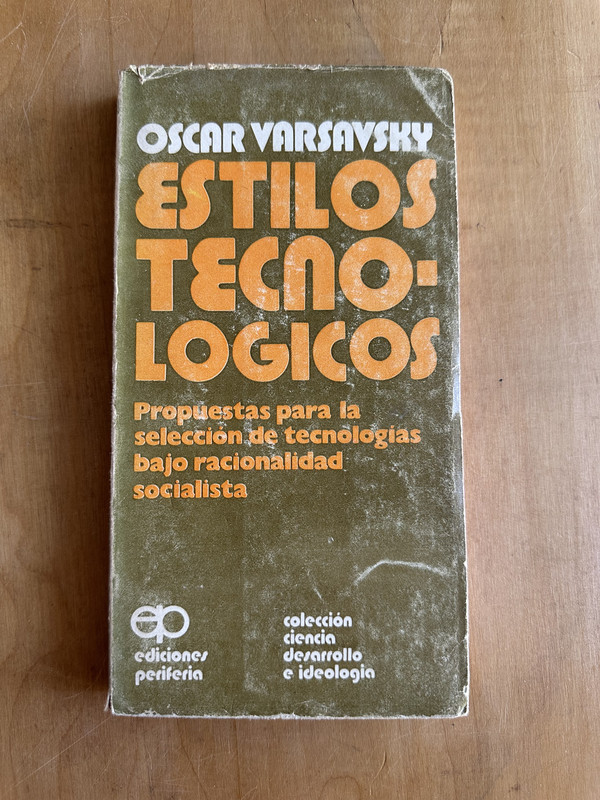 OSCAR VARSAVSKY
ESTILOS
TECNO-
LOGICOS
Propuestas para la
selección de tecnologías
bajo racionalidad
socialista
ep
ediciones
periferia
colección
ciencia
desarrollo
e ideología